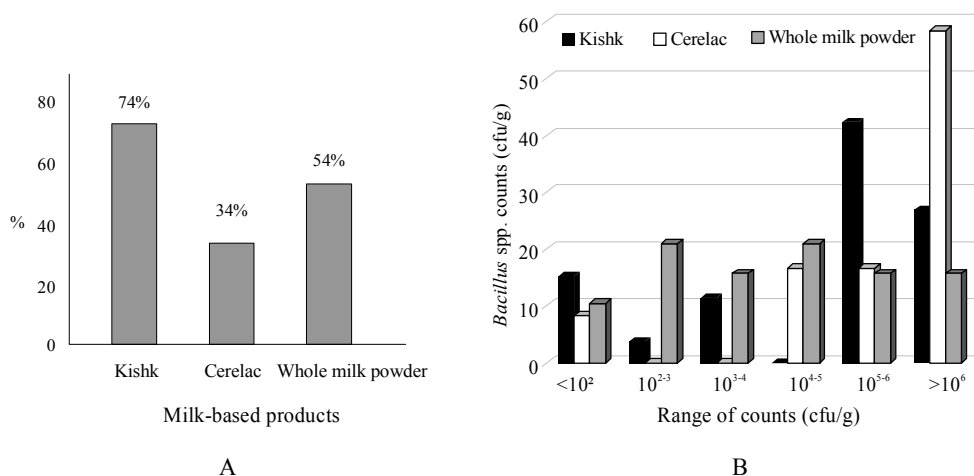 80
60
40
20
0
%
74%
34%
54%
Kishk
Cerelac
Whole milk powder
Milk-based products
A
Kishk
Cerelac
Whole milk powder
60
50
40
30
20
10
0
Bacillus spp. counts (cfu/g)
<10²
10²⁻³
10³⁻⁴
10⁴⁻⁵
10⁵⁻⁶
>10⁶
Range of counts (cfu/g)
B